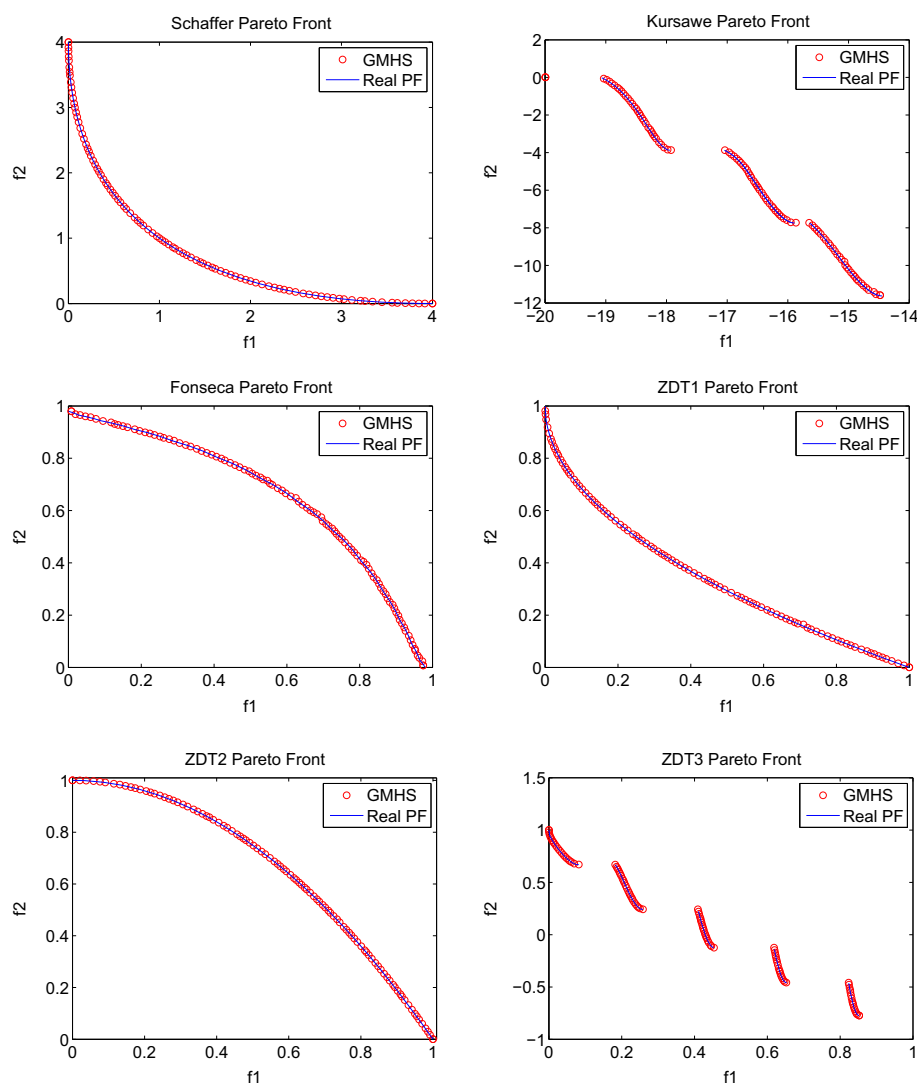 Schaffer Pareto Front
4
3
2
1
0
f2
0
1
2
3
4
f1
GMHS
Real PF
Kursawe Pareto Front
2
0
−2
−4
−6
−8
−10
−12
f2
−20
−19
−18
−17
−16
−15
−14
f1
GMHS
Real PF
Fonseca Pareto Front
1
0.8
0.6
0.4
0.2
0
f2
0
0.2
0.4
0.6
0.8
1
f1
GMHS
Real PF
ZDT1 Pareto Front
1
0.8
0.6
0.4
0.2
0
f2
0
0.2
0.4
0.6
0.8
1
f1
GMHS
Real PF
ZDT2 Pareto Front
1
0.8
0.6
0.4
0.2
0
f2
0
0.2
0.4
0.6
0.8
1
f1
GMHS
Real PF
ZDT3 Pareto Front
1.5
1
0.5
0
−0.5
−1
f2
0
0.2
0.4
0.6
0.8
1
f1
GMHS
Real PF